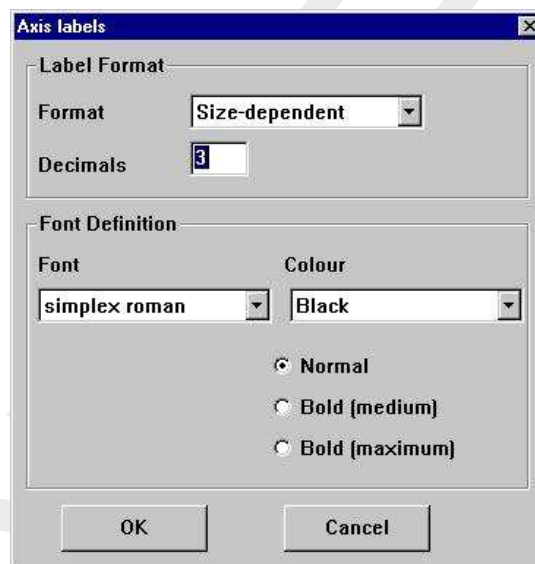 Axis labels
Label Format
Format Size-dependent
Decimals 3
Font Definition
Font Colour
simplex roman Black
Normal
Bold (medium)
Bold (maximum)
OK Cancel